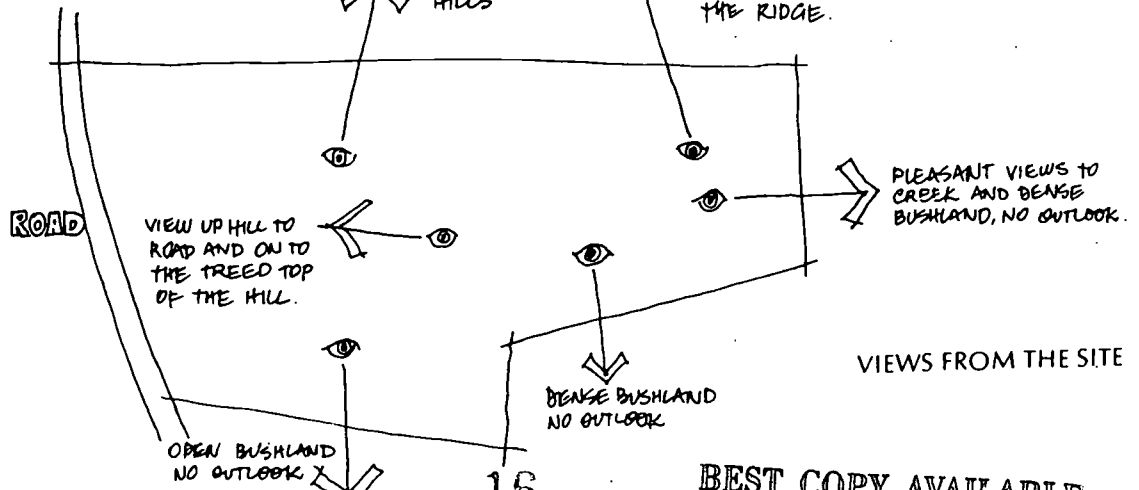 HILLS
THE RIDGE.
PLEASANT VIEWS TO
CREEK AND DENSE
BUSHLAND, NO OUTLOOK.
ROAD
VIEW UP HILL TO
ROAD AND ON TO
THE TREED TOP
OF THE HILL.
VIEWS FROM THE SITE
DENSE BUSHLAND
NO OUTLOOK
OPEN BUSHLAND
NO OUTLOOK
16
BEST COPY AVAILABLE